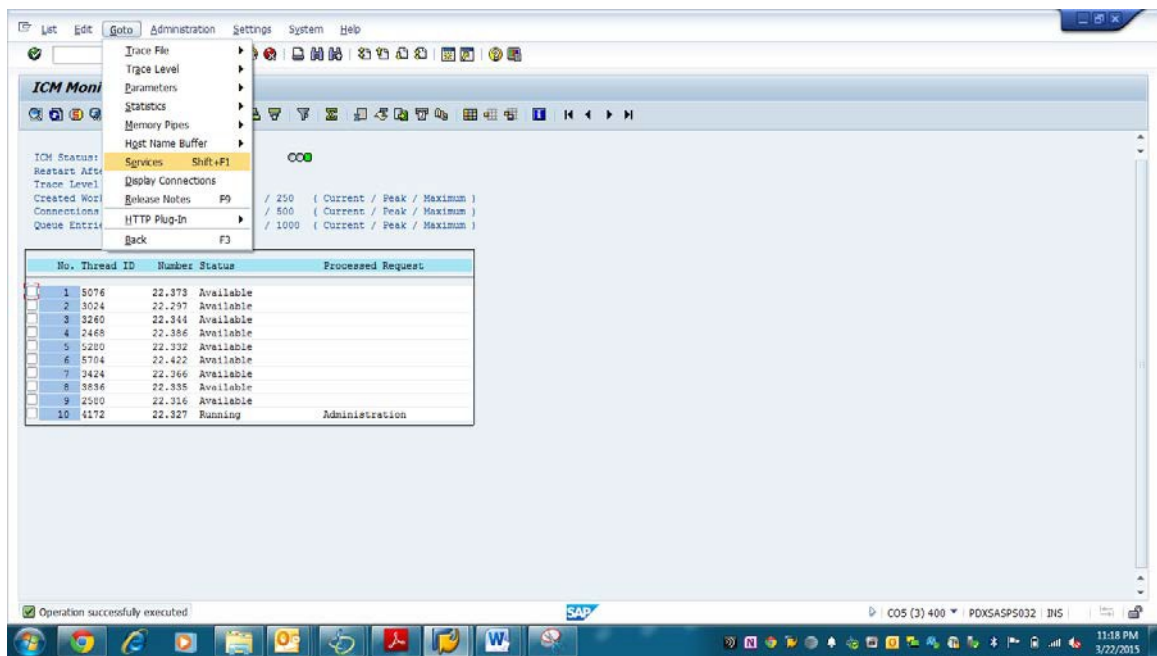 List Edit Goto Administration Settings System Help
Trace File
Trace Level
Parameters
Statistics
Memory Pipes
Host Name Buffer
Services Shift+F1
Display Connections
Release Notes F9
HTTP Plug-In
Back F3
ICM Moni
ICM Status:
Restart Afte
Trace Level
Created Wor / 250 ( Current / Peak / Maximum )
Connections / 500 ( Current / Peak / Maximum )
Queue Entrie / 1000 ( Current / Peak / Maximum )
No. Thread ID Number Status Processed Request
1 5076 22.373 Available
2 3024 22.297 Available
3 3260 22.344 Available
4 2468 22.386 Available
5 5280 22.332 Available
6 5704 22.422 Available
7 3424 22.366 Available
8 3836 22.335 Available
9 2580 22.316 Available
10 4172 22.327 Running Administration
Operation successfuly executed
SAP
CO5 (3) 400 PDXSASPS032 INS
11:18 PM
3/22/2015